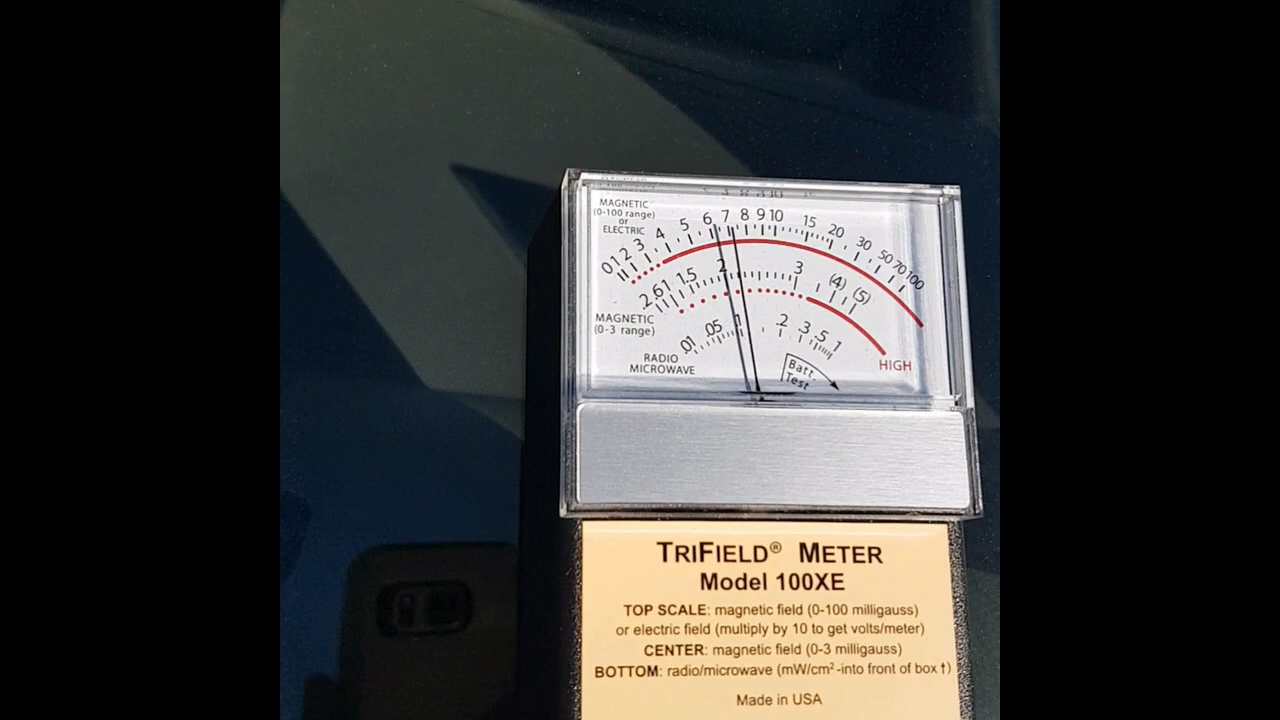 MAGNETIC
(0-100 range)
or
ELECTRIC
0 1 2 3 4 5 6 7 8 9 10 15 20 30 50 70 100
.2 .6 1 1.5 2 3 (4) (5)
MAGNETIC
(0-3 range)
.01 .05 .1 .2 .3 .5 1
RADIO
MICROWAVE
Batt.
Test
HIGH
TRIFIELD® METER
Model 100XE
TOP SCALE: magnetic field (0-100 milligauss)
or electric field (multiply by 10 to get volts/meter)
CENTER: magnetic field (0-3 milligauss)
BOTTOM: radio/microwave (mW/cm²-into front of box†)
Made in USA